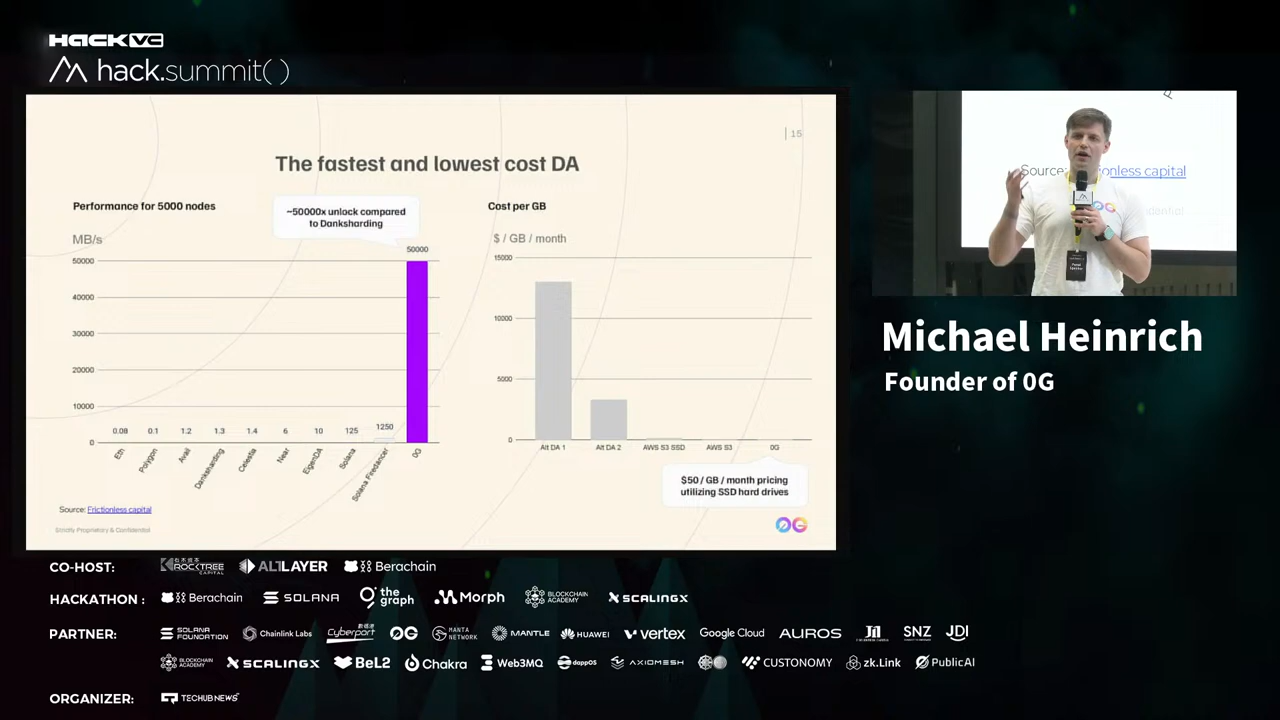 HACK VC
hack.summit()
15
The fastest and lowest cost DA
Performance for 5000 nodes
~50000x unlock compared
to Danksharding
MB/s
50000
40000
30000
20000
10000
0
0.08
0.1
1.2
1.3
1.4
6
10
125
1250
50000
Eth
Polygon
Avail
Danksharding
Celestia
Near
EigenDA
Solana
Solana Firedancer
0G
Source: Frictionless capital
Strictly Proprietary & Confidential
Cost per GB
$ / GB / month
15000
10000
5000
0
Alt DA 1
Alt DA 2
AWS S3 SSD
AWS S3
0G
$50 / GB / month pricing
utilizing SSD hard drives
0G
Source:
onless capital
Michael Heinrich
Founder of 0G
CO-HOST:
ROCKTREE CAPITAL
ALTLAYER
Berachain
HACKATHON :
Berachain
SOLANA
the graph
Morph
BLOCKCHAIN ACADEMY
SCALINGX
PARTNER:
SOLANA FOUNDATION
Chainlink Labs
Cyberport
0G
MANTA NETWORK
MANTLE
HUAWEI
vertex
Google Cloud
AUROS
SNZ
JDI
BLOCKCHAIN ACADEMY
SCALINGX
BeL2
Chakra
Web3MQ
dappOS
AXIOMESH
CUSTONOMY
zk.Link
PublicAI
ORGANIZER:
TECHUB NEWS